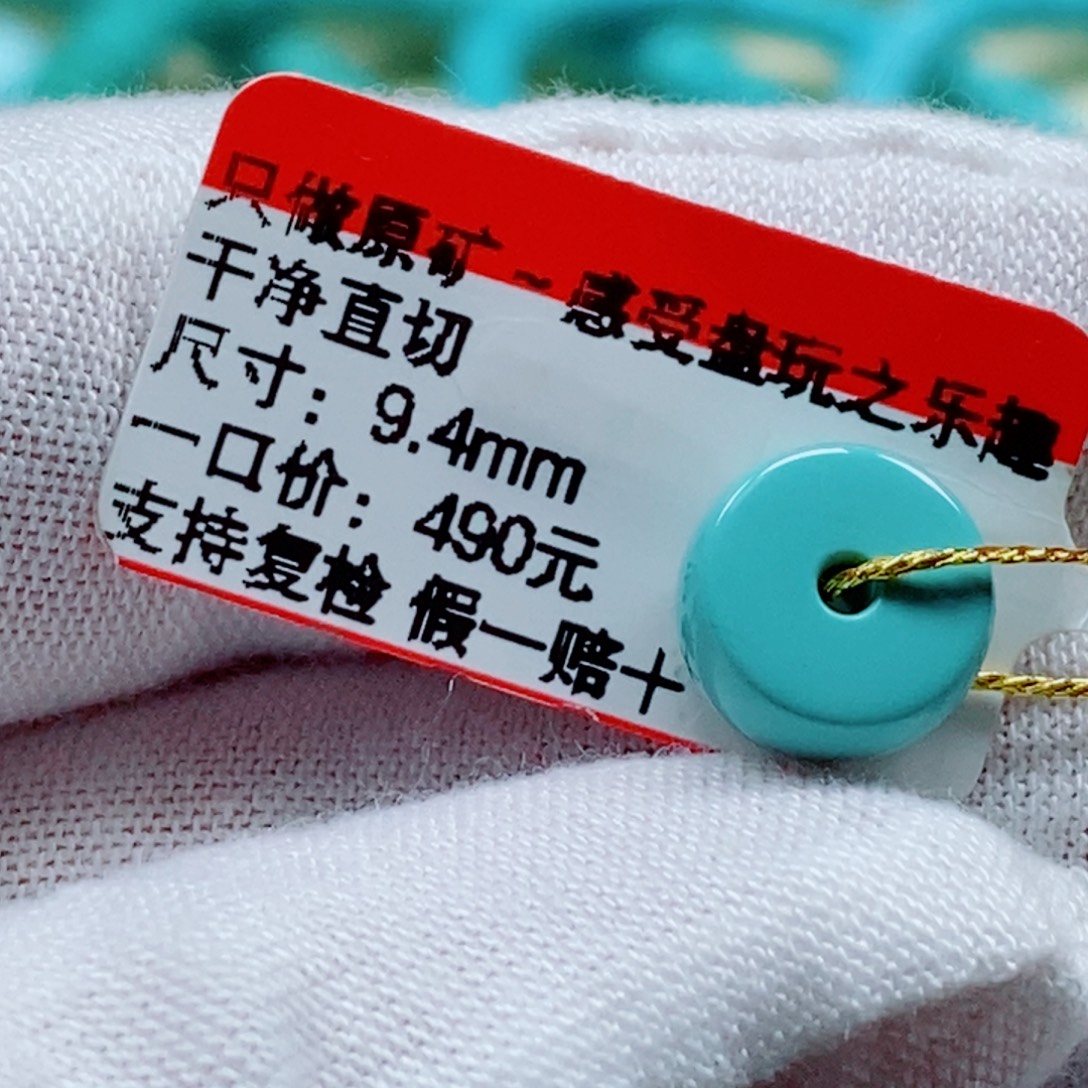 只做原矿~感受盘玩之乐趣
干净直切
尺寸：9.4mm
一口价：490元
支持复检 假一赔十